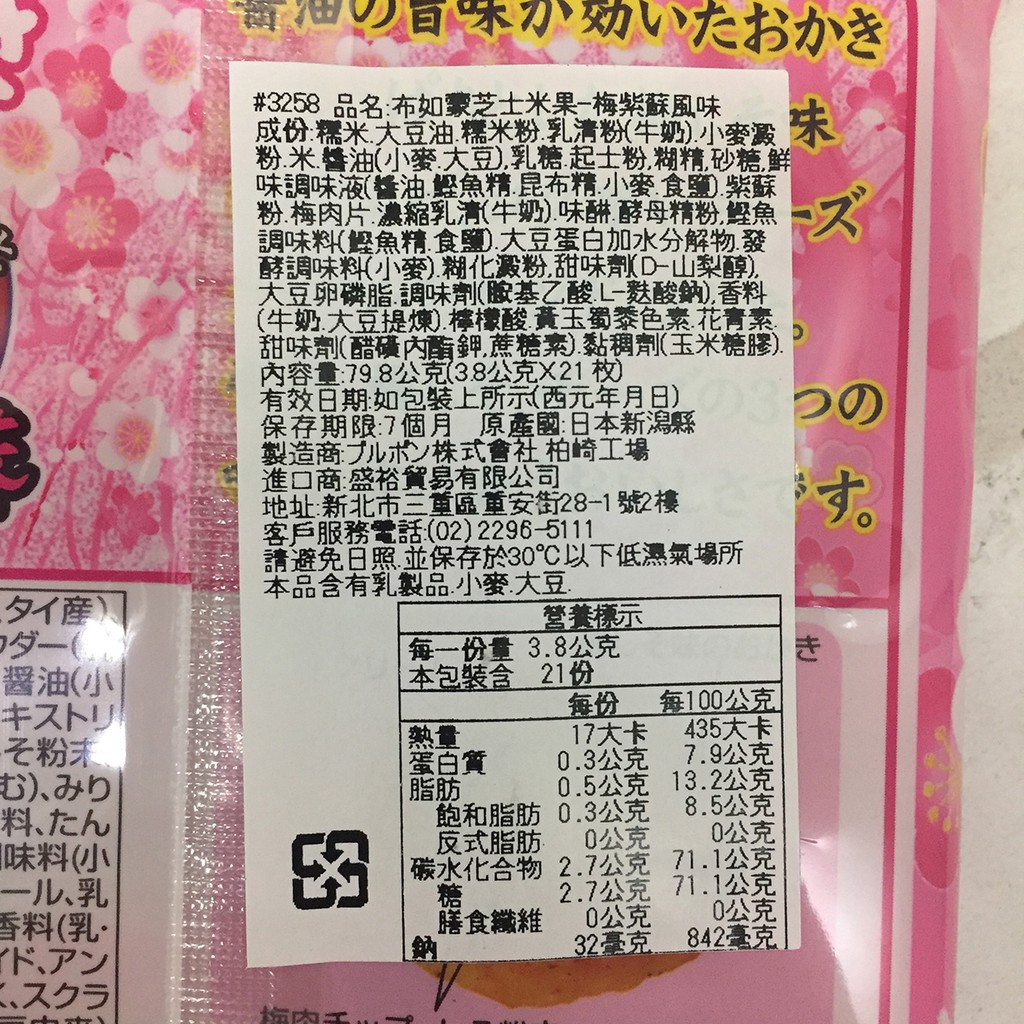 醤油の旨味が効いたおかき
味
ーズ
つの
です。
#3258 品名:布如蒙芝士米果-梅紫蘇風味
成份:糯米.大豆油.糯米粉.乳清粉(牛奶).小麥澱
粉.米.醬油(小麥.大豆),乳糖.起士粉,糊精,砂糖,鮮
味調味液(醬油.鰹魚精.昆布精.小麥.食鹽).紫蘇
粉.梅肉片.濃縮乳清(牛奶).味醂.酵母精粉,鰹魚
調味料(鰹魚精.食鹽).大豆蛋白加水分解物.發
酵調味料(小麥).糊化澱粉,甜味劑(D-山梨醇),
大豆卵磷脂.調味劑(胺基乙酸.L-麩酸鈉),香料
(牛奶.大豆提煉).檸檬酸.黃玉蜀黍色素.花青素.
甜味劑(醋磺內酯鉀,蔗糖素).黏稠劑(玉米糖膠).
內容量:79.8公克(3.8公克X21枚)
有效日期:如包裝上所示(西元年月日)
保存期限:7個月 原產國:日本新潟縣
製造商:ブルボン株式會社 柏崎工場
進口商:盛裕貿易有限公司
地址:新北市三重區重安街28-1號2樓
客戶服務電話:(02)2296-5111
請避免日照.並保存於30℃以下低濕氣場所
本品含有乳製品.小麥.大豆.
營養標示
每一份量 3.8公克
本包裝含 21份
每份 每100公克
熱量 17大卡 435大卡
蛋白質 0.3公克 7.9公克
脂肪 0.5公克 13.2公克
飽和脂肪 0.3公克 8.5公克
反式脂肪 0公克 0公克
碳水化合物 2.7公克 71.1公克
糖 2.7公克 71.1公克
膳食纖維 0公克 0公克
鈉 32毫克 842毫克
タイ産)
ウダー(
醤油(小
キストリ
そ粉末
む)、みり
料、たん
味料(小
ール、乳
香料(乳・
イド、アン
、スクラ
き
梅肉チップ